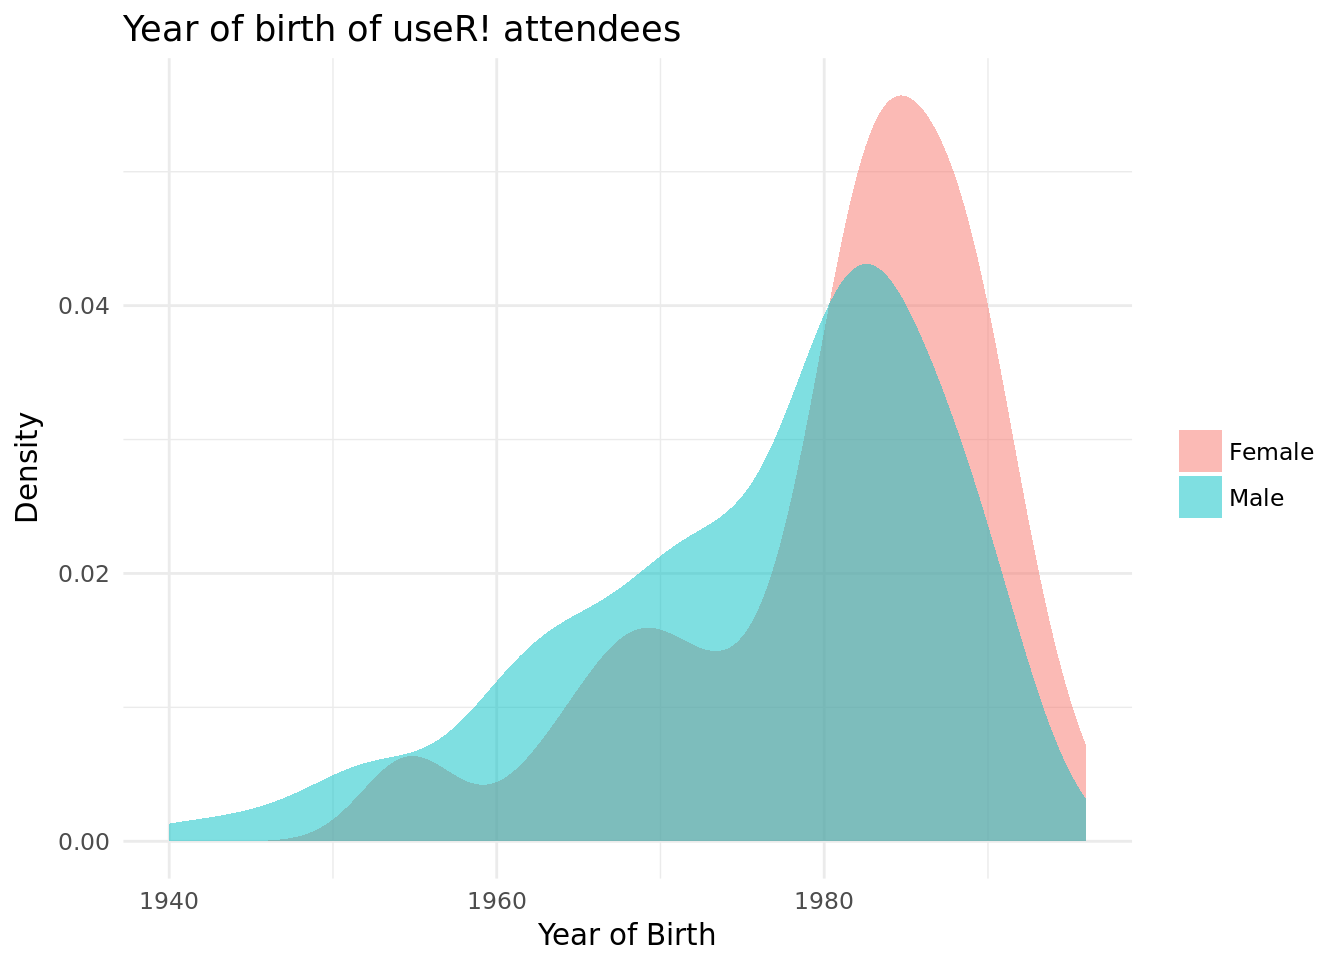 Year of birth of useR! attendees
Density
0.04
0.02
0.00
1940 1960 1980
Year of Birth
Female
Male